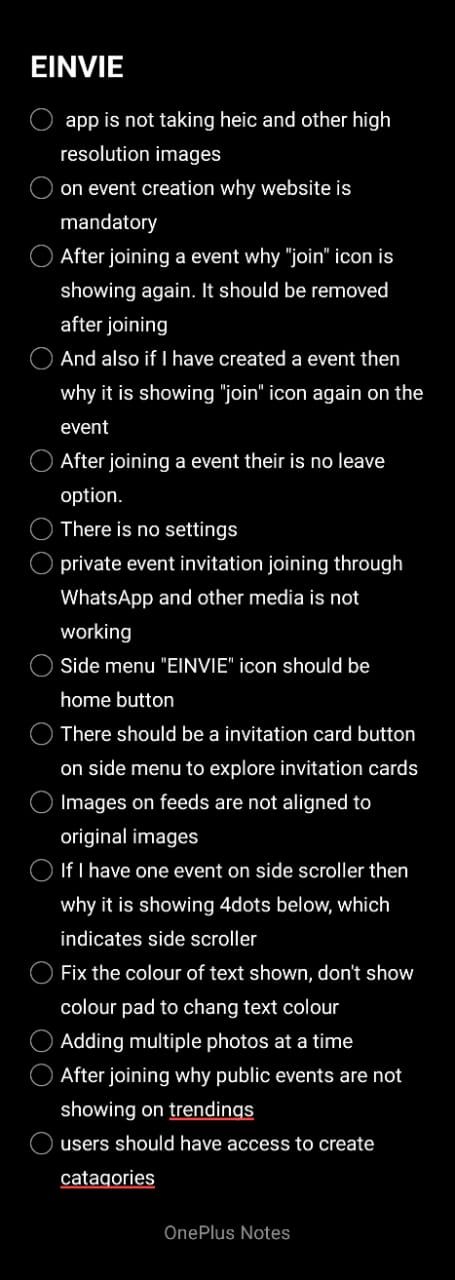 EINVIE
app is not taking heic and other high
resolution images
on event creation why website is
mandatory
After joining a event why "join" icon is
showing again. It should be removed
after joining
And also if I have created a event then
why it is showing "join" icon again on the
event
After joining a event their is no leave
option.
There is no settings
private event invitation joining through
WhatsApp and other media is not
working
Side menu "EINVIE" icon should be
home button
There should be a invitation card button
on side menu to explore invitation cards
Images on feeds are not aligned to
original images
If I have one event on side scroller then
why it is showing 4dots below, which
indicates side scroller
Fix the colour of text shown, don't show
colour pad to chang text colour
Adding multiple photos at a time
After joining why public events are not
showing on trendings
users should have access to create
catagories
OnePlus Notes